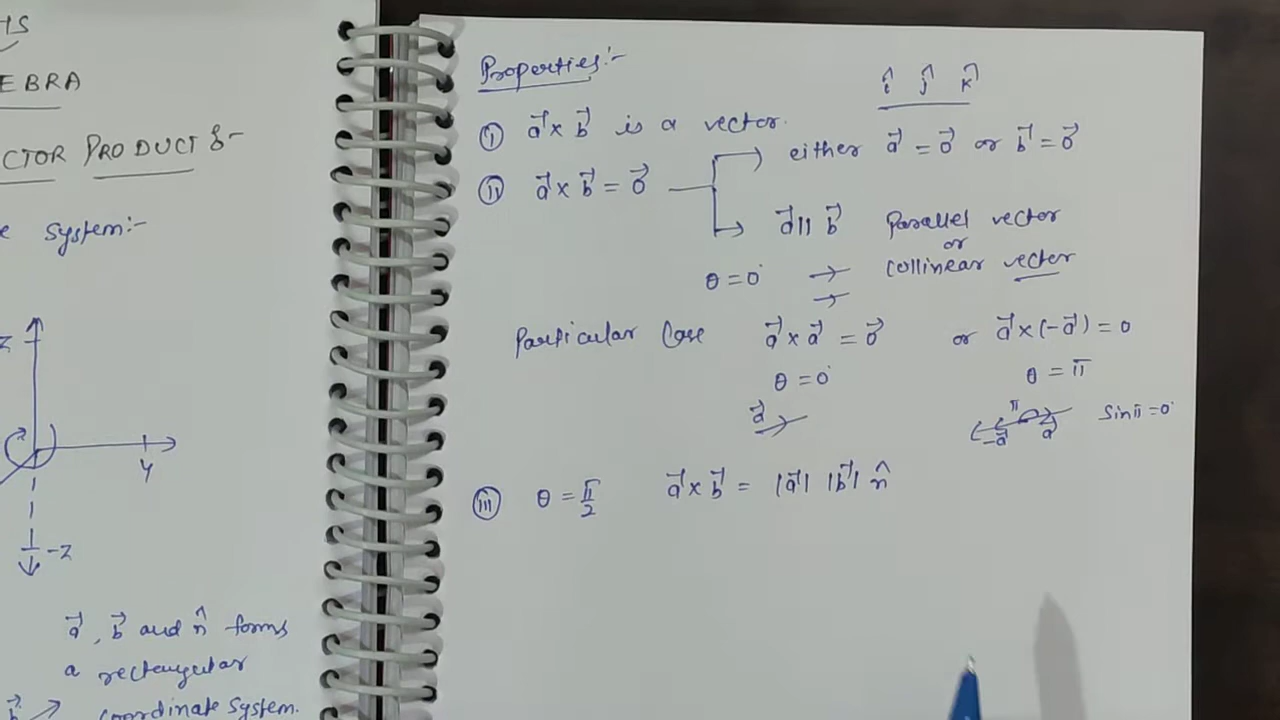 TS
EBRA
CTOR PRODUCT :-
e system:-
Z
Y
-Z
a⃗ , b⃗ and n̂ forms
a rectangular
b⃗ coordinate system.
Properties:-
î ĵ k̂
(i) a⃗ × b⃗ is a vector.
(ii) a⃗ × b⃗ = 0⃗ → either a⃗ = 0⃗ or b⃗ = 0⃗
→ a⃗ || b⃗ Parallel vector
or
θ = 0° collinear vector
Particular Case a⃗ × a⃗ = 0⃗ or a⃗ × (-a⃗) = 0
θ = 0° θ = π
a⃗ -a⃗ π a⃗ sin π = 0
(iii) θ = π/2 a⃗ × b⃗ = |a⃗| |b⃗| n̂